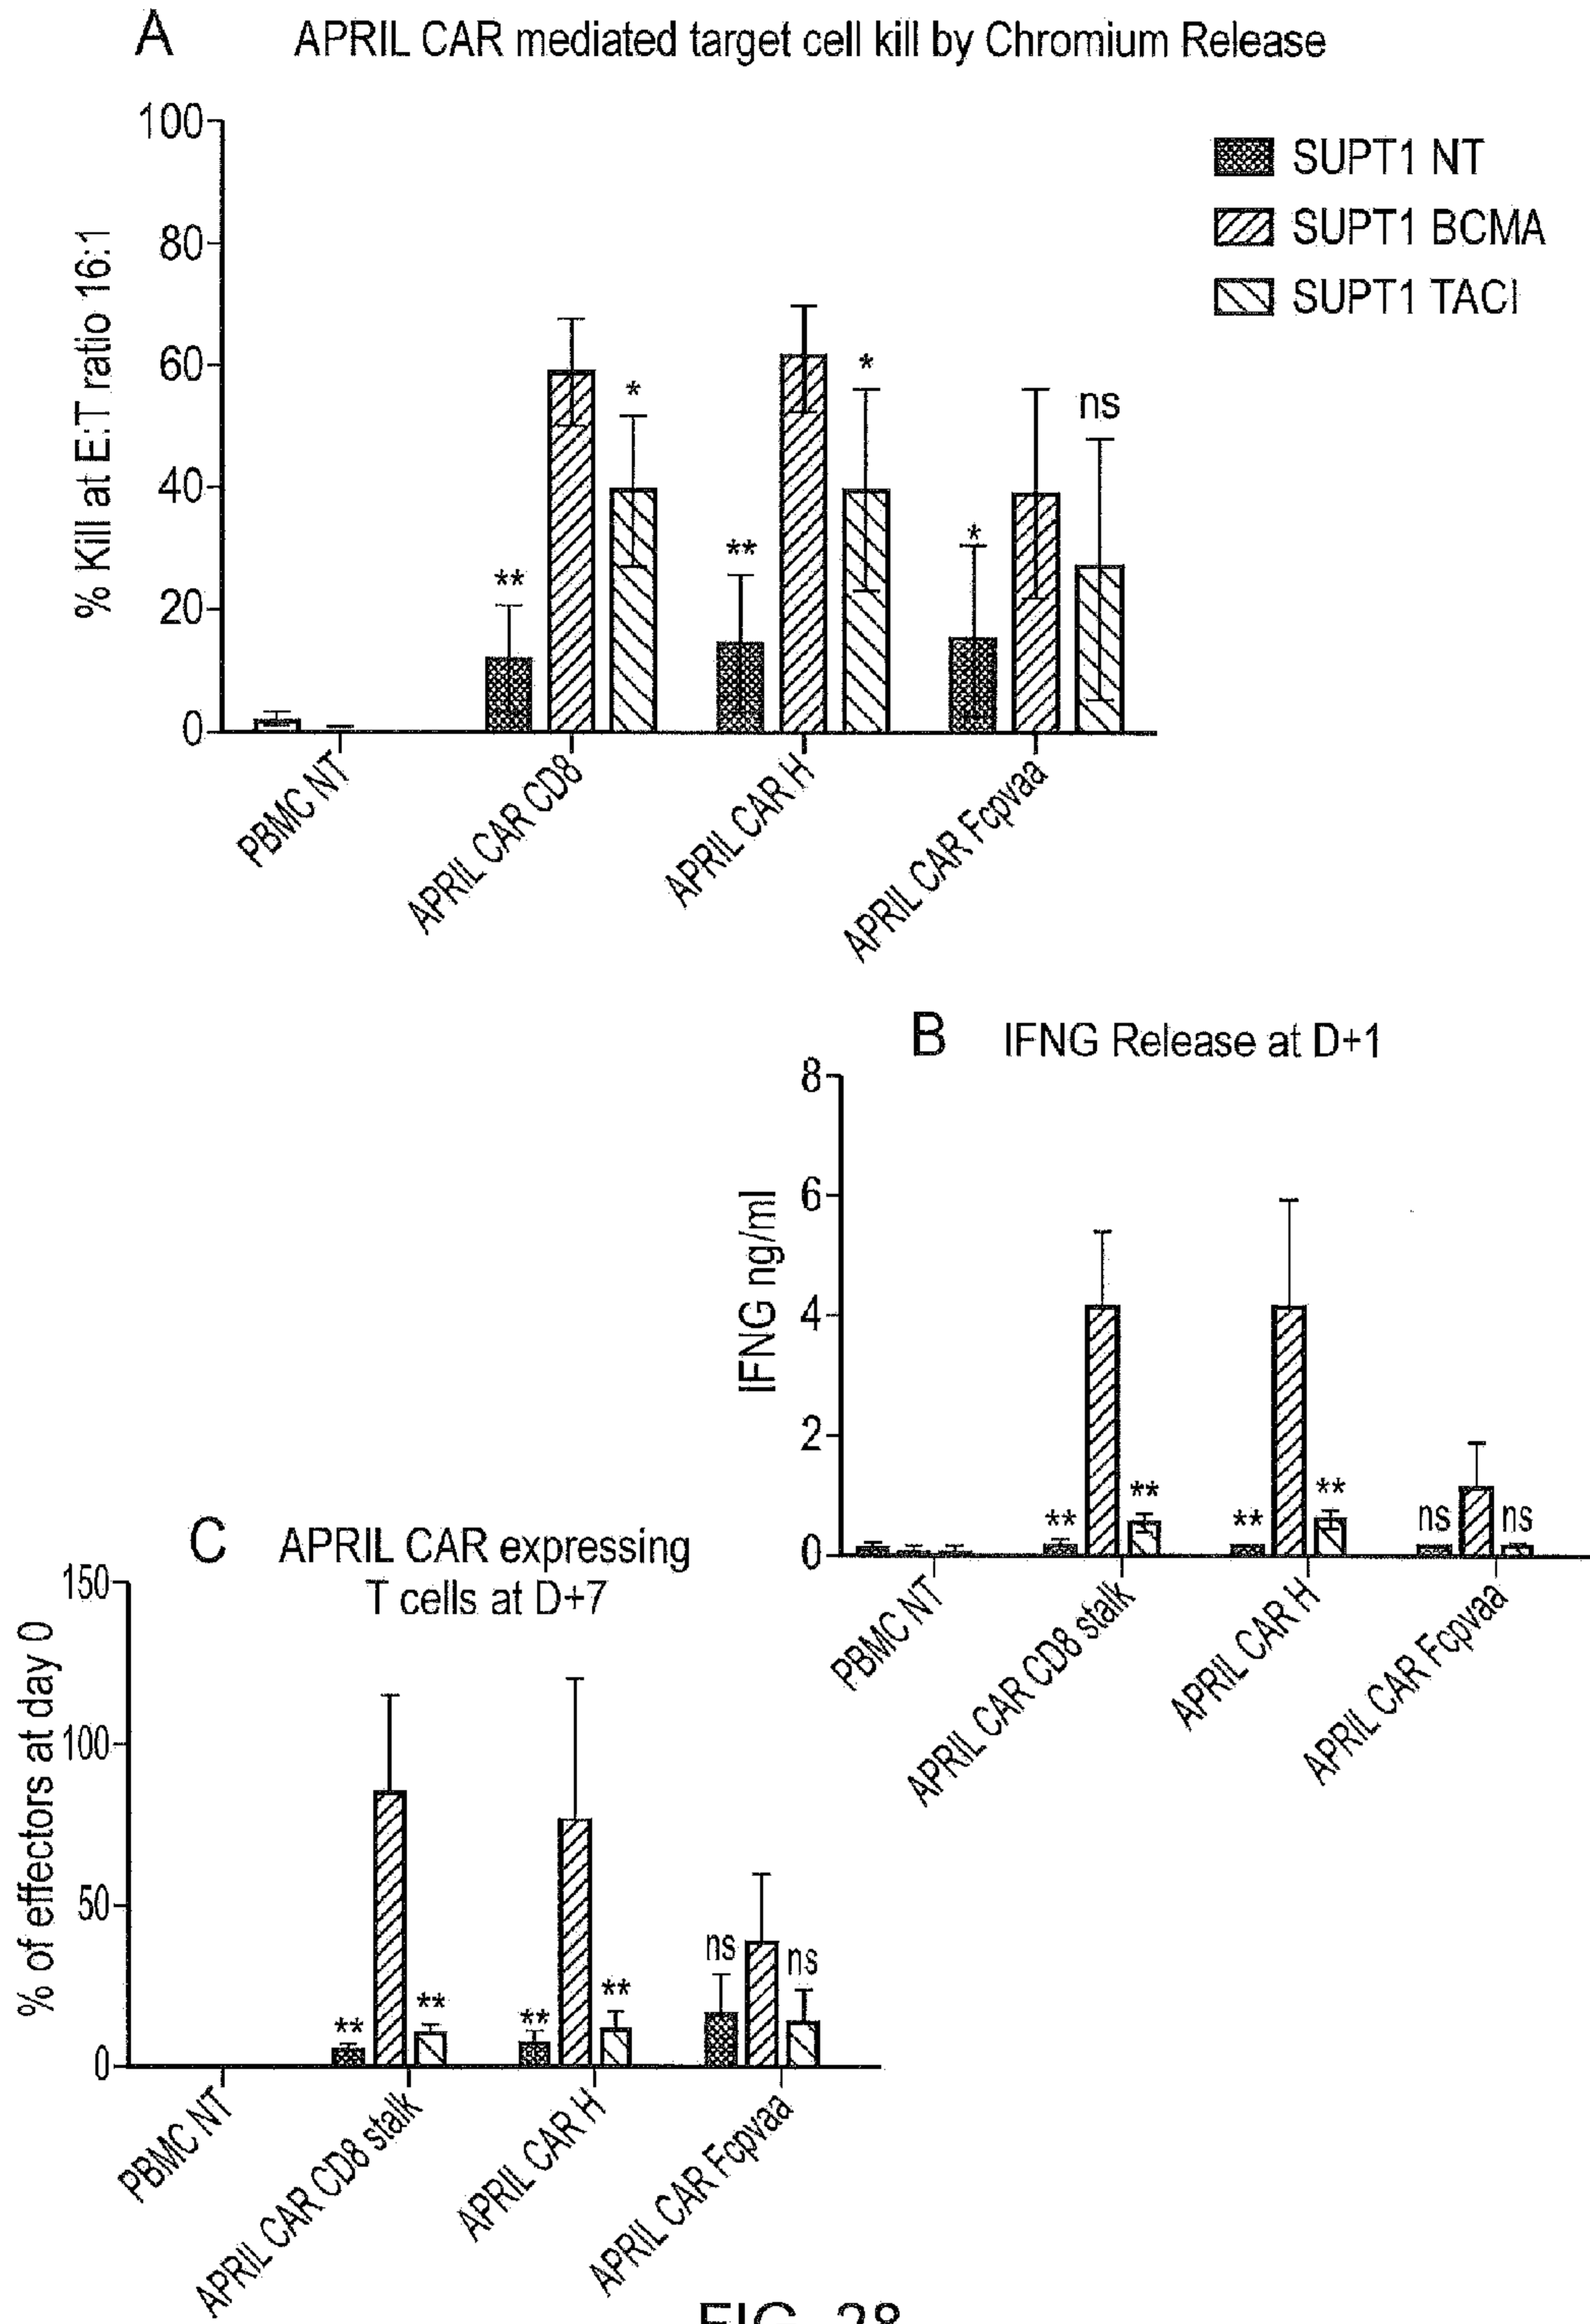 A APRIL CAR mediated target cell kill by Chromium Release
% Kill at E:T ratio 16:1
100
80
60
40
20
0
SUPT1 NT
SUPT1 BCMA
SUPT1 TACI
**
*
**
*
*
ns
PBMC NT
APRIL CAR CD8
APRIL CAR H
APRIL CAR Fcpvaa
B IFNG Release at D+1
IFNG ng/ml
8
6
4
2
0
**
**
**
**
ns
ns
PBMC NT
APRIL CAR CD8 stalk
APRIL CAR H
APRIL CAR Fcpvaa
C APRIL CAR expressing
T cells at D+7
% of effectors at day 0
150
100
50
0
**
**
**
**
ns
ns
PBMC NT
APRIL CAR CD8 stalk
APRIL CAR H
APRIL CAR Fcpvaa
FIG. 28